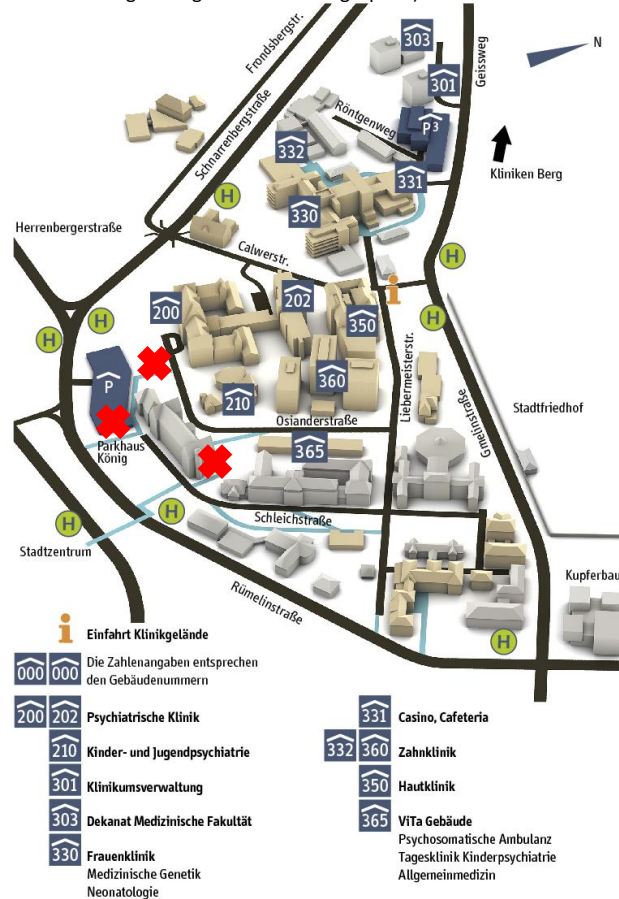 Frondsbergstr.
Schnarrenbergstraße
303
301
Geissweg
N
Röntgenweg
P3
332
331
Kliniken Berg
H
330
Herrenbergerstraße
Calwerstr.
H
i
200
202
350
H
H
H
Liebermeisterstr.
360
P
210
Gmelinstraße
Stadtfriedhof
Osianderstraße
Parkhaus
König
365
H
H
Schleichstraße
Stadtzentrum
Rümelinstraße
Kupferbau
H
i Einfahrt Klinikgelände
000 000 Die Zahlenangaben entsprechen
den Gebäudenummern
200 202 Psychiatrische Klinik
210 Kinder- und Jugendpsychiatrie
301 Klinikumsverwaltung
303 Dekanat Medizinische Fakultät
330 Frauenklinik
Medizinische Genetik
Neonatologie
331 Casino, Cafeteria
332 360 Zahnklinik
350 Hautklinik
365 ViTa Gebäude
Psychosomatische Ambulanz
Tagesklinik Kinderpsychiatrie
Allgemeinmedizin